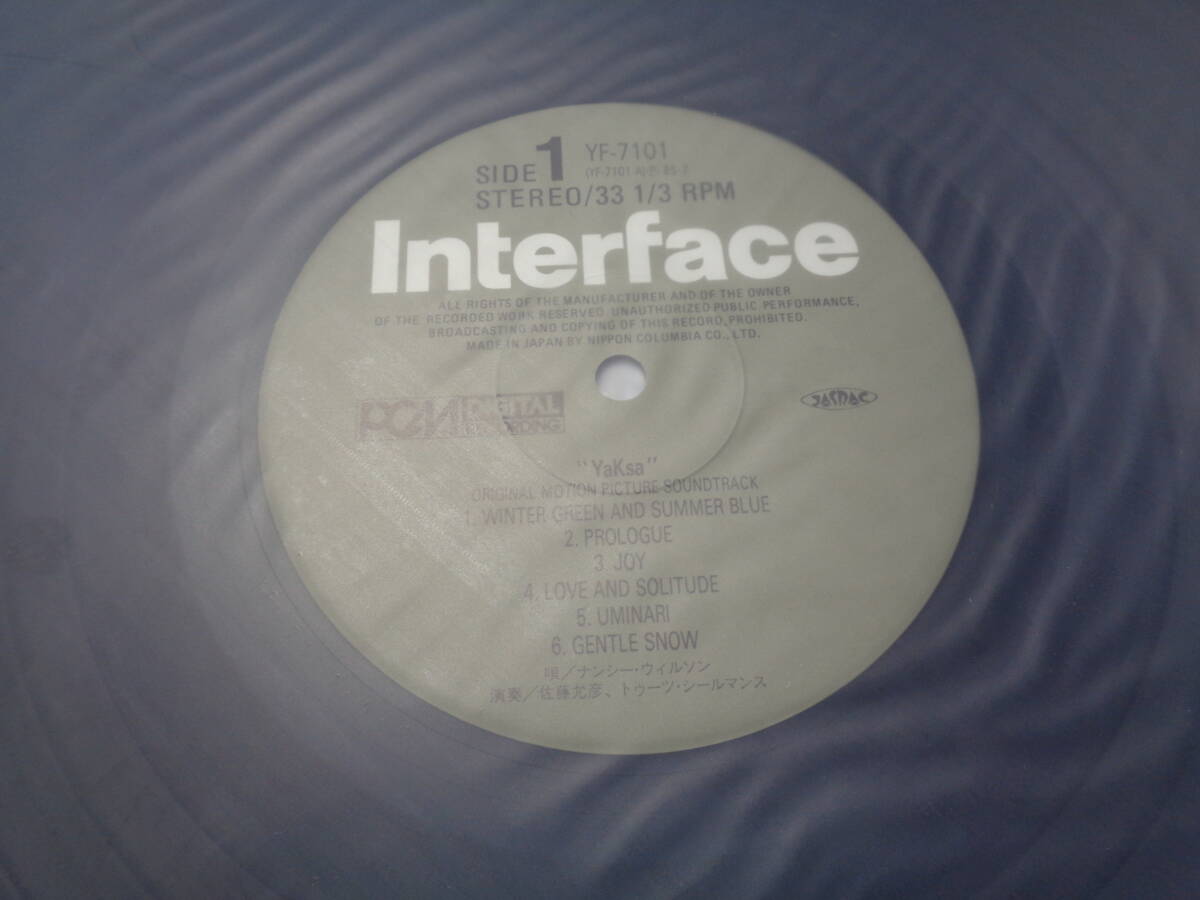 SIDE 1 YF-7101
STEREO/33 1/3 RPM
Interface
ALL RIGHTS OF THE MANUFACTURER AND OF THE OWNER
OF THE RECORDED WORK RESERVED. UNAUTHORIZED PUBLIC PERFORMANCE,
BROADCASTING AND COPYING OF THIS RECORD, PROHIBITED.
MADE IN JAPAN BY NIPPON COLUMBIA CO., LTD.
PCM DIGITAL
RECORDING
JASRAC
"YaKsa"
ORIGINAL MOTION PICTURE SOUNDTRACK
1. WINTER GREEN AND SUMMER BLUE
2. PROLOGUE
3. JOY
4. LOVE AND SOLITUDE
5. UMINARI
6. GENTLE SNOW
唄／ナンシー・ウィルソン
演奏／佐藤允彦、トゥーツ・シールマンス